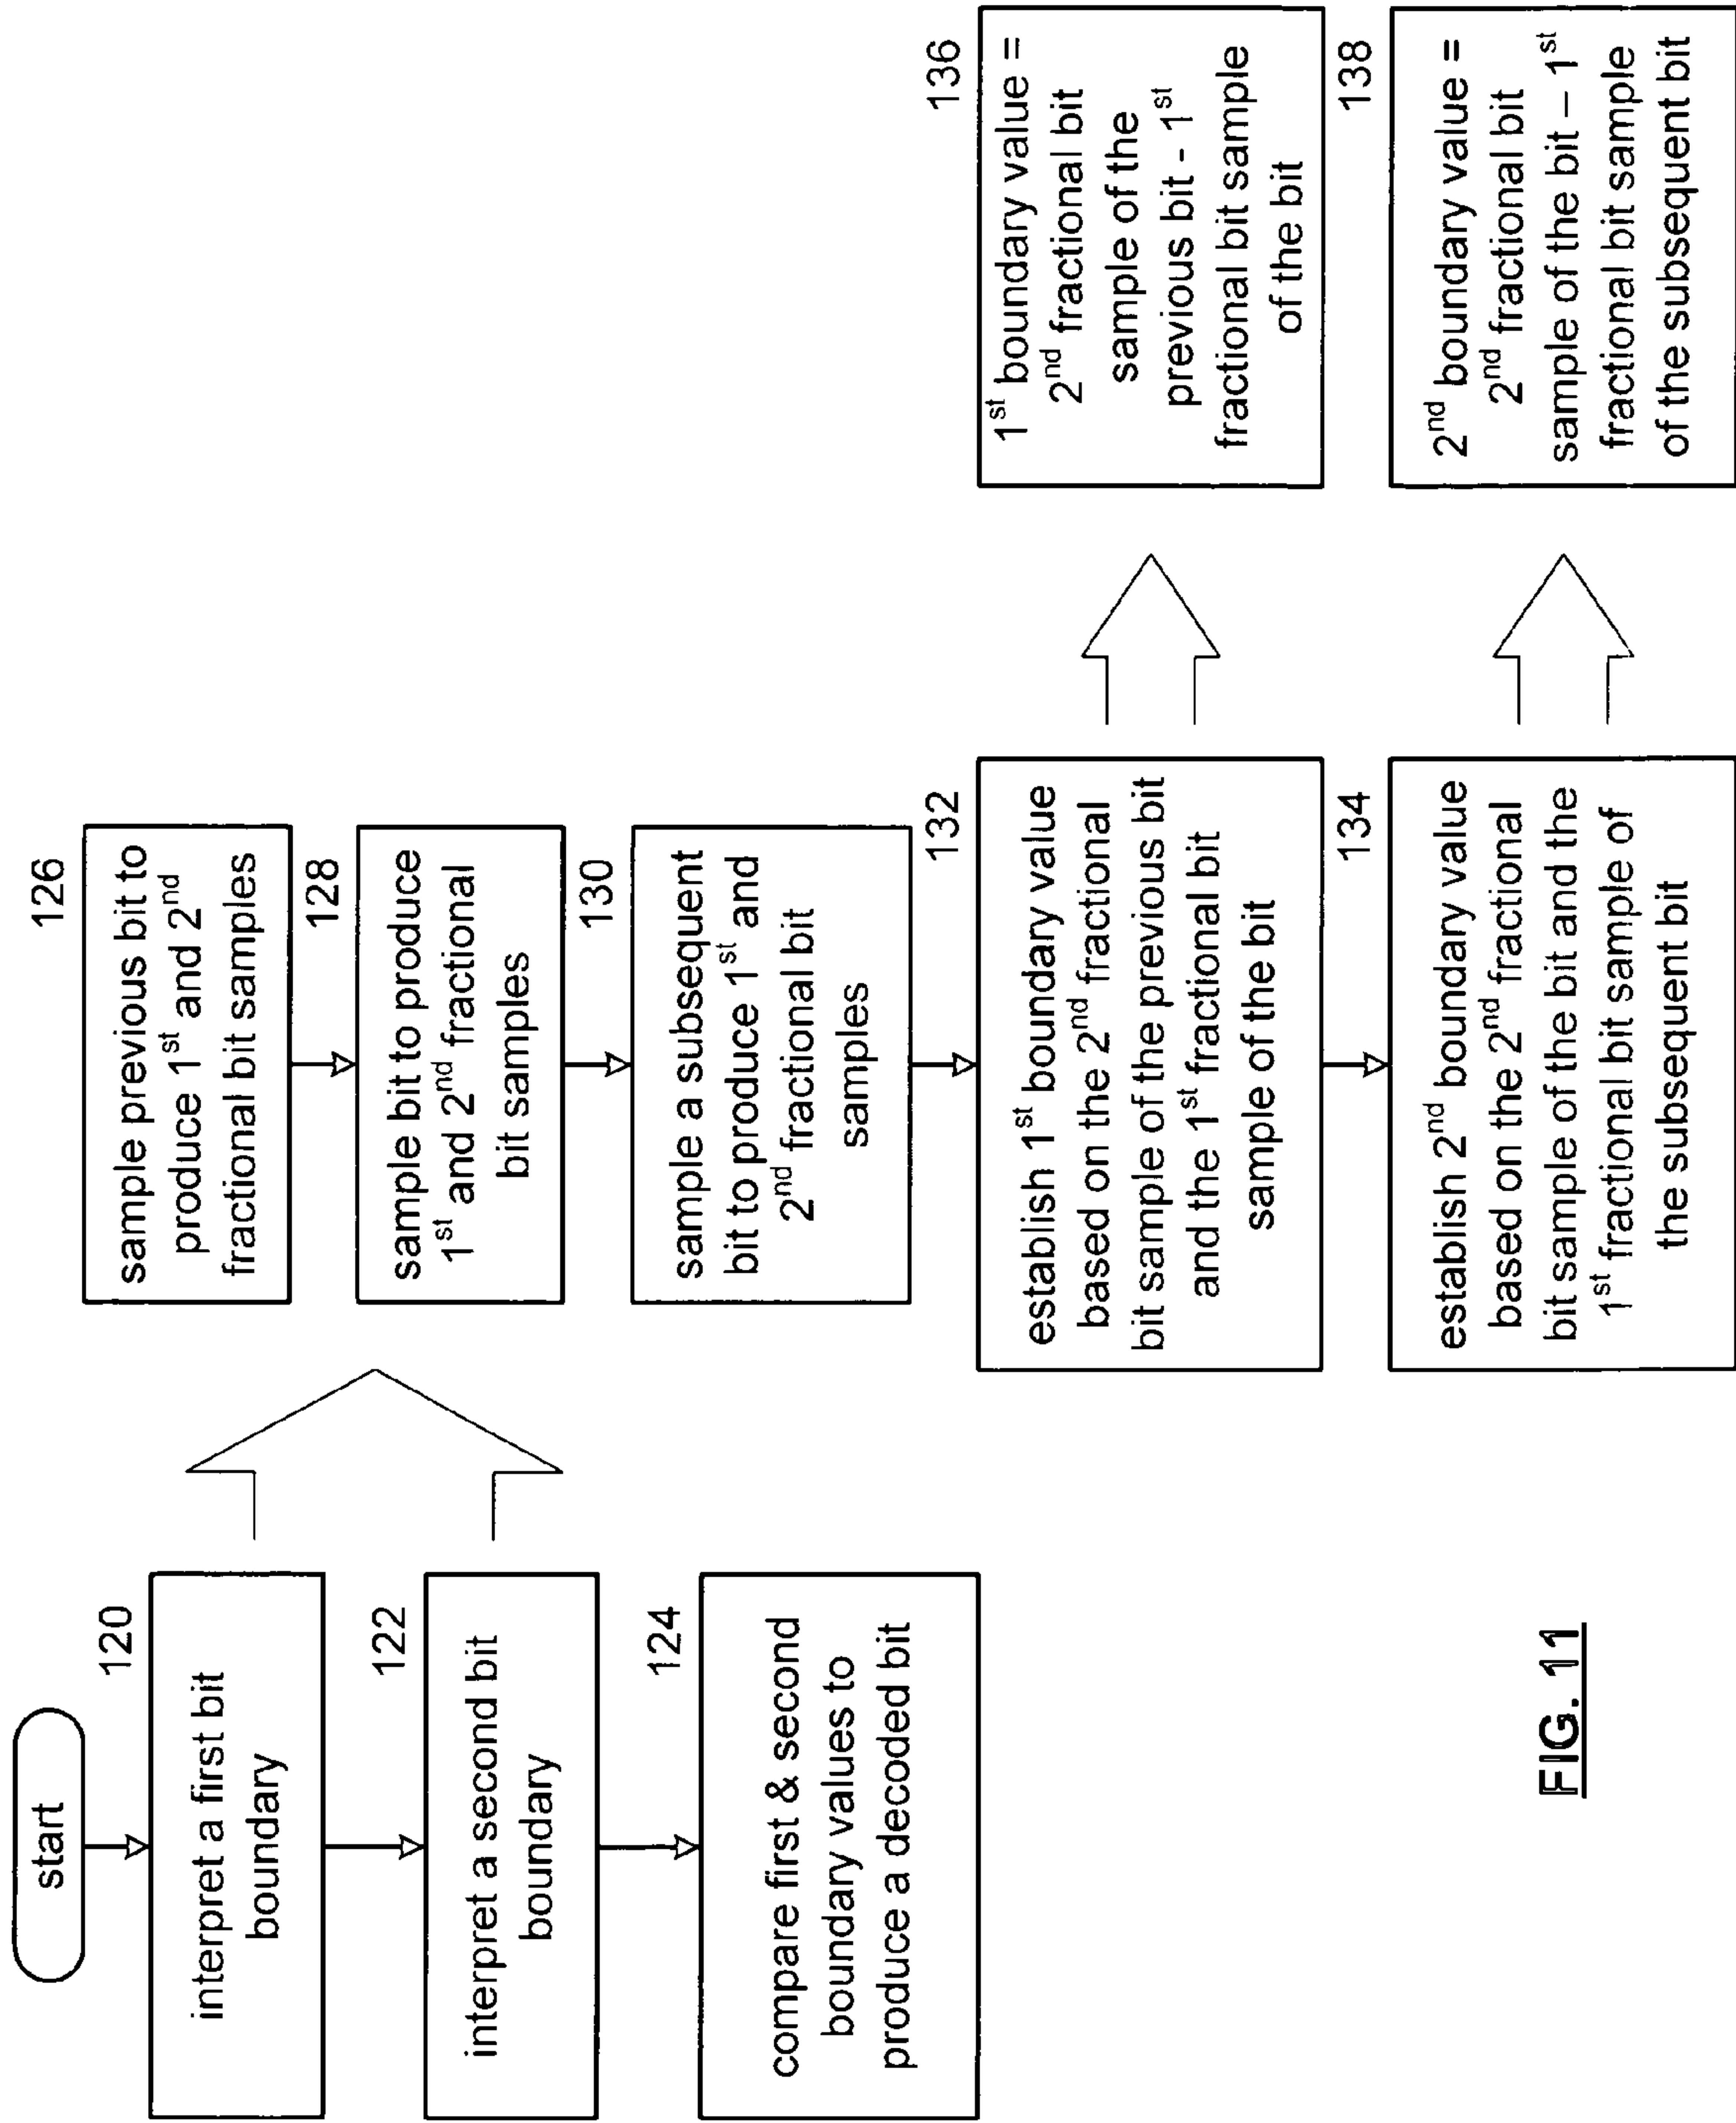 start
120
interpret a first bit
boundary
122
interpret a second bit
boundary
124
compare first & second
boundary values to
produce a decoded bit
126
sample previous bit to
produce 1st and 2nd
fractional bit samples
128
sample bit to produce
1st and 2nd fractional
bit samples
130
sample a subsequent
bit to produce 1st and
2nd fractional bit
samples
132
establish 1st boundary value
based on the 2nd fractional
bit sample of the previous bit
and the 1st fractional bit
sample of the bit
134
establish 2nd boundary value
based on the 2nd fractional
bit sample of the bit and the
1st fractional bit sample of
the subsequent bit
136
1st boundary value =
2nd fractional bit
sample of the
previous bit - 1st
fractional bit sample
of the bit
138
2nd boundary value =
2nd fractional bit
sample of the bit – 1st
fractional bit sample
of the subsequent bit
FIG. 11